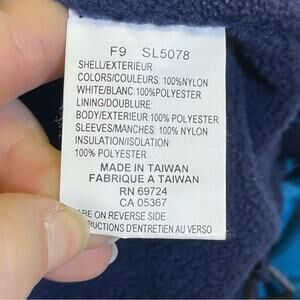 F9 SL5078
SHELL/EXTERIEUR:
COLORS/COULEURS: 100%NYLON
WHITE/BLANC:100%POLYESTER
LINING/DOUBLURE:
BODY/EXTERIEUR:100% POLYESTER
SLEEVES/MANCHES: 100% NYLON
INSULATION/ISOLATION:
100% POLYESTER
MADE IN TAIWAN
FABRIQUE A TAIWAN
RN 69724
CA 05367
ARE ON REVERSE SIDE
INSTRUCTIONS D'ENTRETIEN AU VERSO